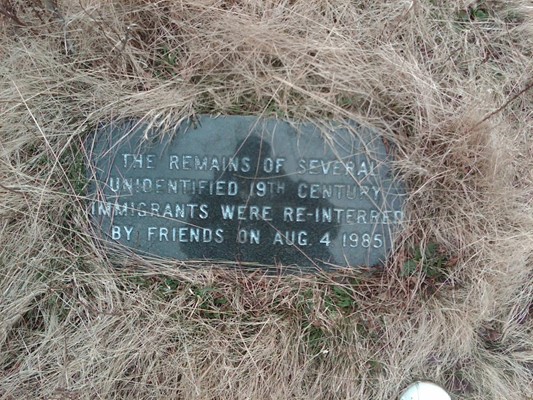 THE REMAINS OF SEVERAL
UNIDENTIFIED 19TH CENTURY
IMMIGRANTS WERE RE-INTERRED
BY FRIENDS ON AUG. 4 1985